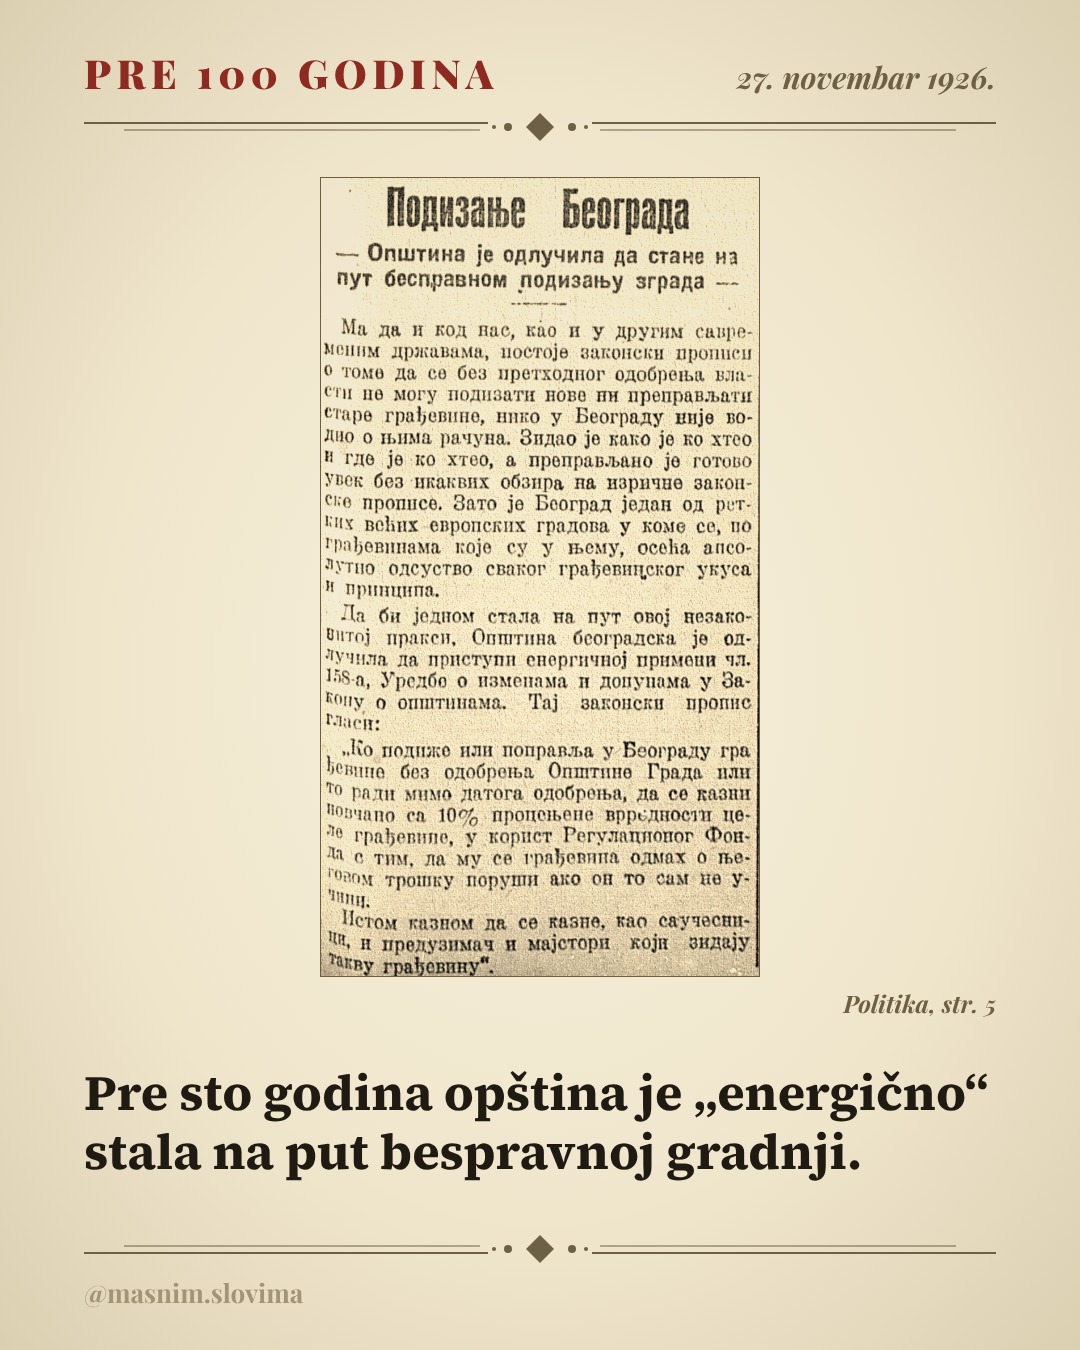 PRE 100 GODINA
27. novembar 1926.
Подизање Београда
— Општина је одлучила да стане на
пут бесправном подизању зграда —
Ма да и код нас, као и у другим савре-
меним државама, постоје законски прописи
о томе да се без претходног одобрења вла-
сти не могу подизати нове ни преправљати
старе грађевине, нико у Београду није во-
дио о њима рачуна. Зидао је како је ко хтео
и где је ко хтео, а преправљано је готово
увек без икаквих обзира на изричне закон-
ске прописе. Зато је Београд један од рет-
ких већих европских градова у коме се, по
грађевинама које су у њему, осећа апсо-
лутно одсуство сваког грађевинског укуса
и принципа.
Да би једном стала на пут овој незако-
нитој пракси, Општина београдска је од-
лучила да приступи енергичној примени чл.
158-а, Уредбе о изменама и допунама у За-
кону о општинама. Тај законски пропис
гласи:
„Ко подиже или поправља у Београду гра
ђевине без одобрења Општине Града или
то ради мимо датога одобрења, да се казни
новчано са 10% процењене врредности це-
ле грађевине, у корист Регулационог Фон-
да с тим, ла му се грађевина одмах о ње-
говом трошку поруши ако он то сам не у-
чини.
Истом казном да се казне, као саучесни-
ци, и предузимач и мајстори који зидају
такву грађевину“.
Politika, str. 5
Pre sto godina opština je „energično“
stala na put bespravnoj gradnji.
@masnim.slovima